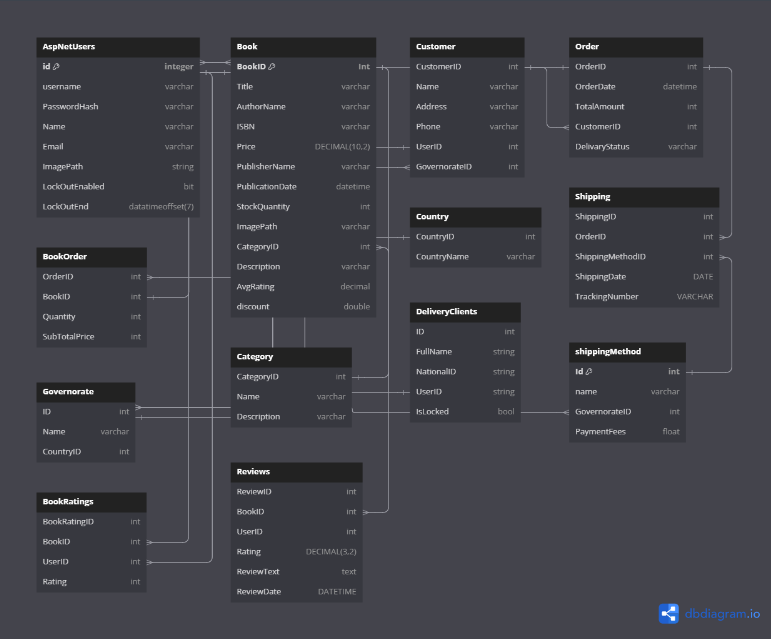 AspNetUsers
id integer
username varchar
PasswordHash varchar
Name varchar
Email varchar
ImagePath string
LockOutEnabled bit
LockOutEnd datatimeoffset(7)
Book
BookID Int
Title varchar
AuthorName varchar
ISBN varchar
Price DECIMAL(10,2)
PublisherName varchar
PublicationDate datetime
StockQuantity int
ImagePath varchar
CategoryID int
Description varchar
AvgRating decimal
discount double
Customer
CustomerID int
Name varchar
Address varchar
Phone varchar
UserID int
GovernorateID int
Order
OrderID int
OrderDate datetime
TotalAmount int
CustomerID int
DelivaryStatus varchar
Shipping
ShippingID int
OrderID int
ShippingMethodID int
ShippingDate DATE
TrackingNumber VARCHAR
Country
CountryID int
CountryName varchar
BookOrder
OrderID int
BookID int
Quantity int
SubTotalPrice int
DeliveryClients
ID int
FullName string
NationalID string
UserID string
IsLocked bool
shippingMethod
Id int
name varchar
GovernorateID int
PaymentFees float
Category
CategoryID int
Name varchar
Description varchar
Governorate
ID int
Name varchar
CountryID int
Reviews
ReviewID int
BookID int
UserID int
Rating DECIMAL(3,2)
ReviewText text
ReviewDate DATETIME
BookRatings
BookRatingID int
BookID int
UserID int
Rating int
dbdiagram.io